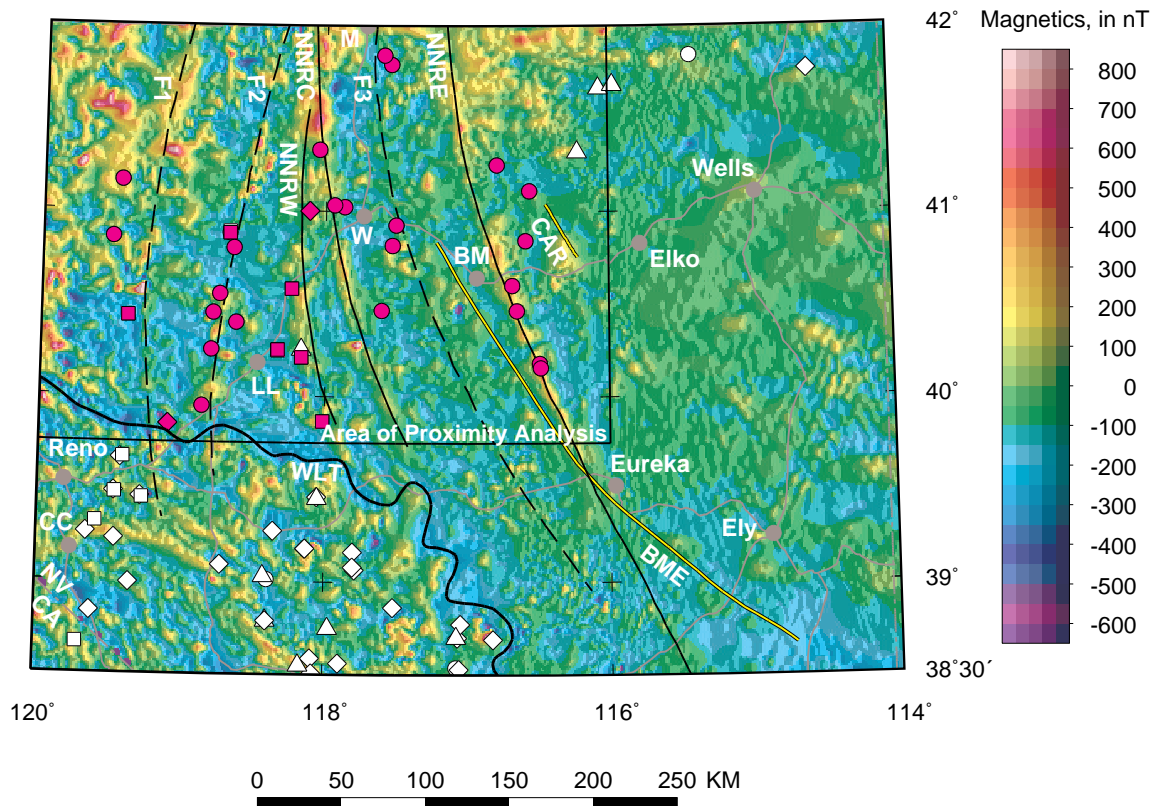 Magnetics, in nT
42˚
41˚
40˚
39˚
38˚30´
120˚
118˚
116˚
114˚
M
F1
F2
NNRC
F3
NNRE
NNRW
W
BM
CAR
Wells
Elko
LL
Area of Proximity Analysis
Reno
WLT
Eureka
CC
Ely
NV
CA
BME
800
700
600
500
400
300
200
100
0
-100
-200
-300
-400
-500
-600
0 50 100 150 200 250 KM